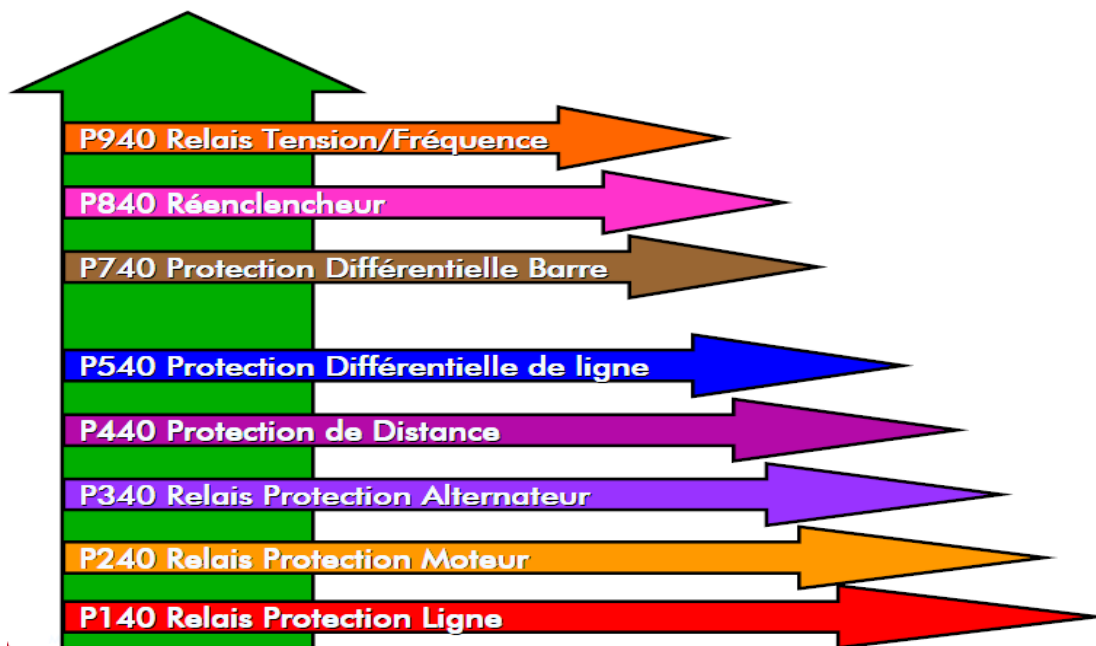 P940 Relais Tension/Fréquence
P840 Réenclencheur
P740 Protection Différentielle Barre
P540 Protection Différentielle de ligne
P440 Protection de Distance
P340 Relais Protection Alternateur
P240 Relais Protection Moteur
P140 Relais Protection Ligne